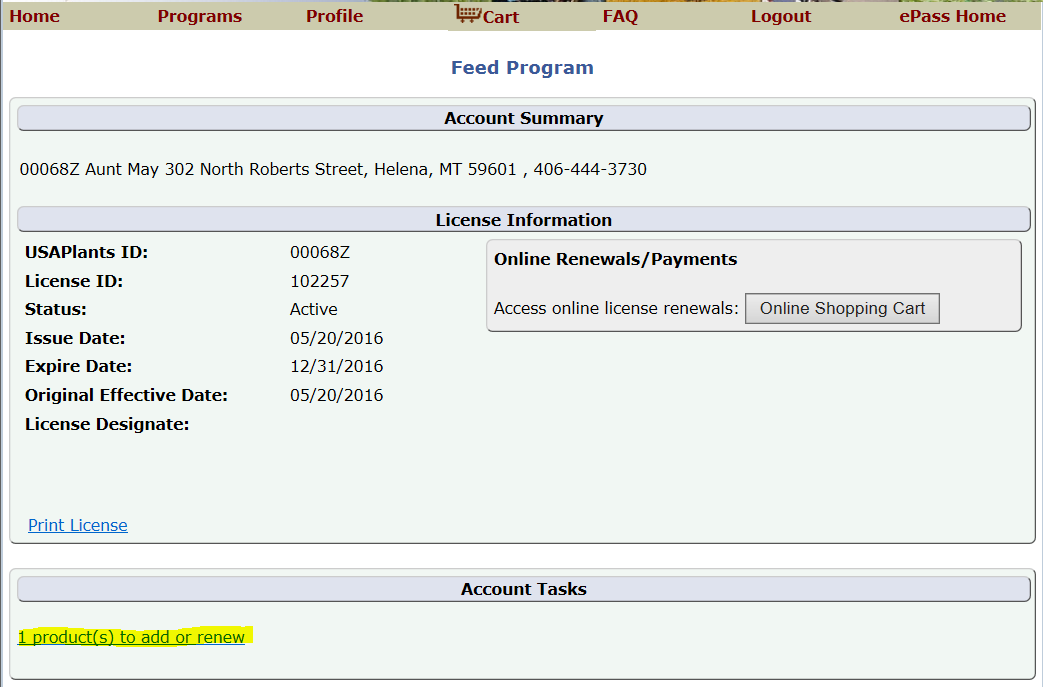 Home Programs Profile Cart FAQ Logout ePass Home
Feed Program
Account Summary
00068Z Aunt May 302 North Roberts Street, Helena, MT 59601 , 406-444-3730
License Information
USAPlants ID: 00068Z
License ID: 102257
Status: Active
Issue Date: 05/20/2016
Expire Date: 12/31/2016
Original Effective Date: 05/20/2016
License Designate:
Online Renewals/Payments
Access online license renewals: Online Shopping Cart
Print License
Account Tasks
1 product(s) to add or renew